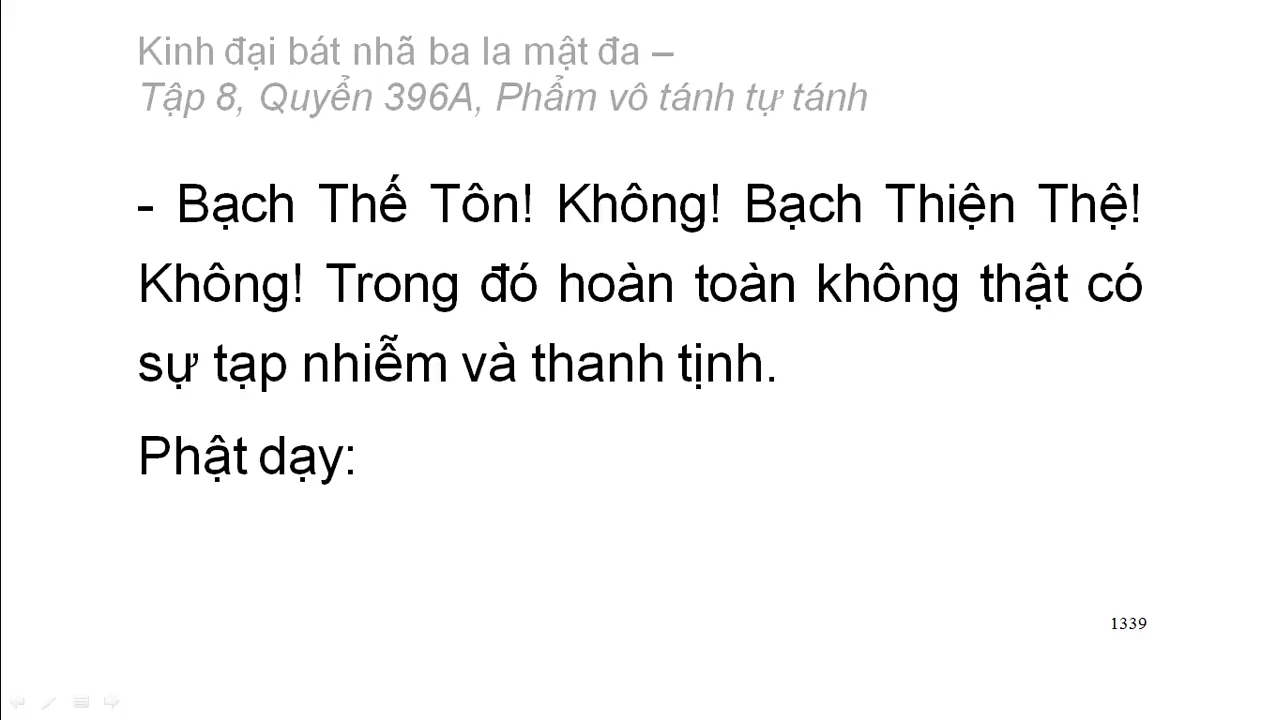 Kinh đại bát nhã ba la mật đa –
Tập 8, Quyển 396A, Phẩm vô tánh tự tánh
- Bạch Thế Tôn! Không! Bạch Thiện Thệ!
Không! Trong đó hoàn toàn không thật có
sự tạp nhiễm và thanh tịnh.
Phật dạy:
1339